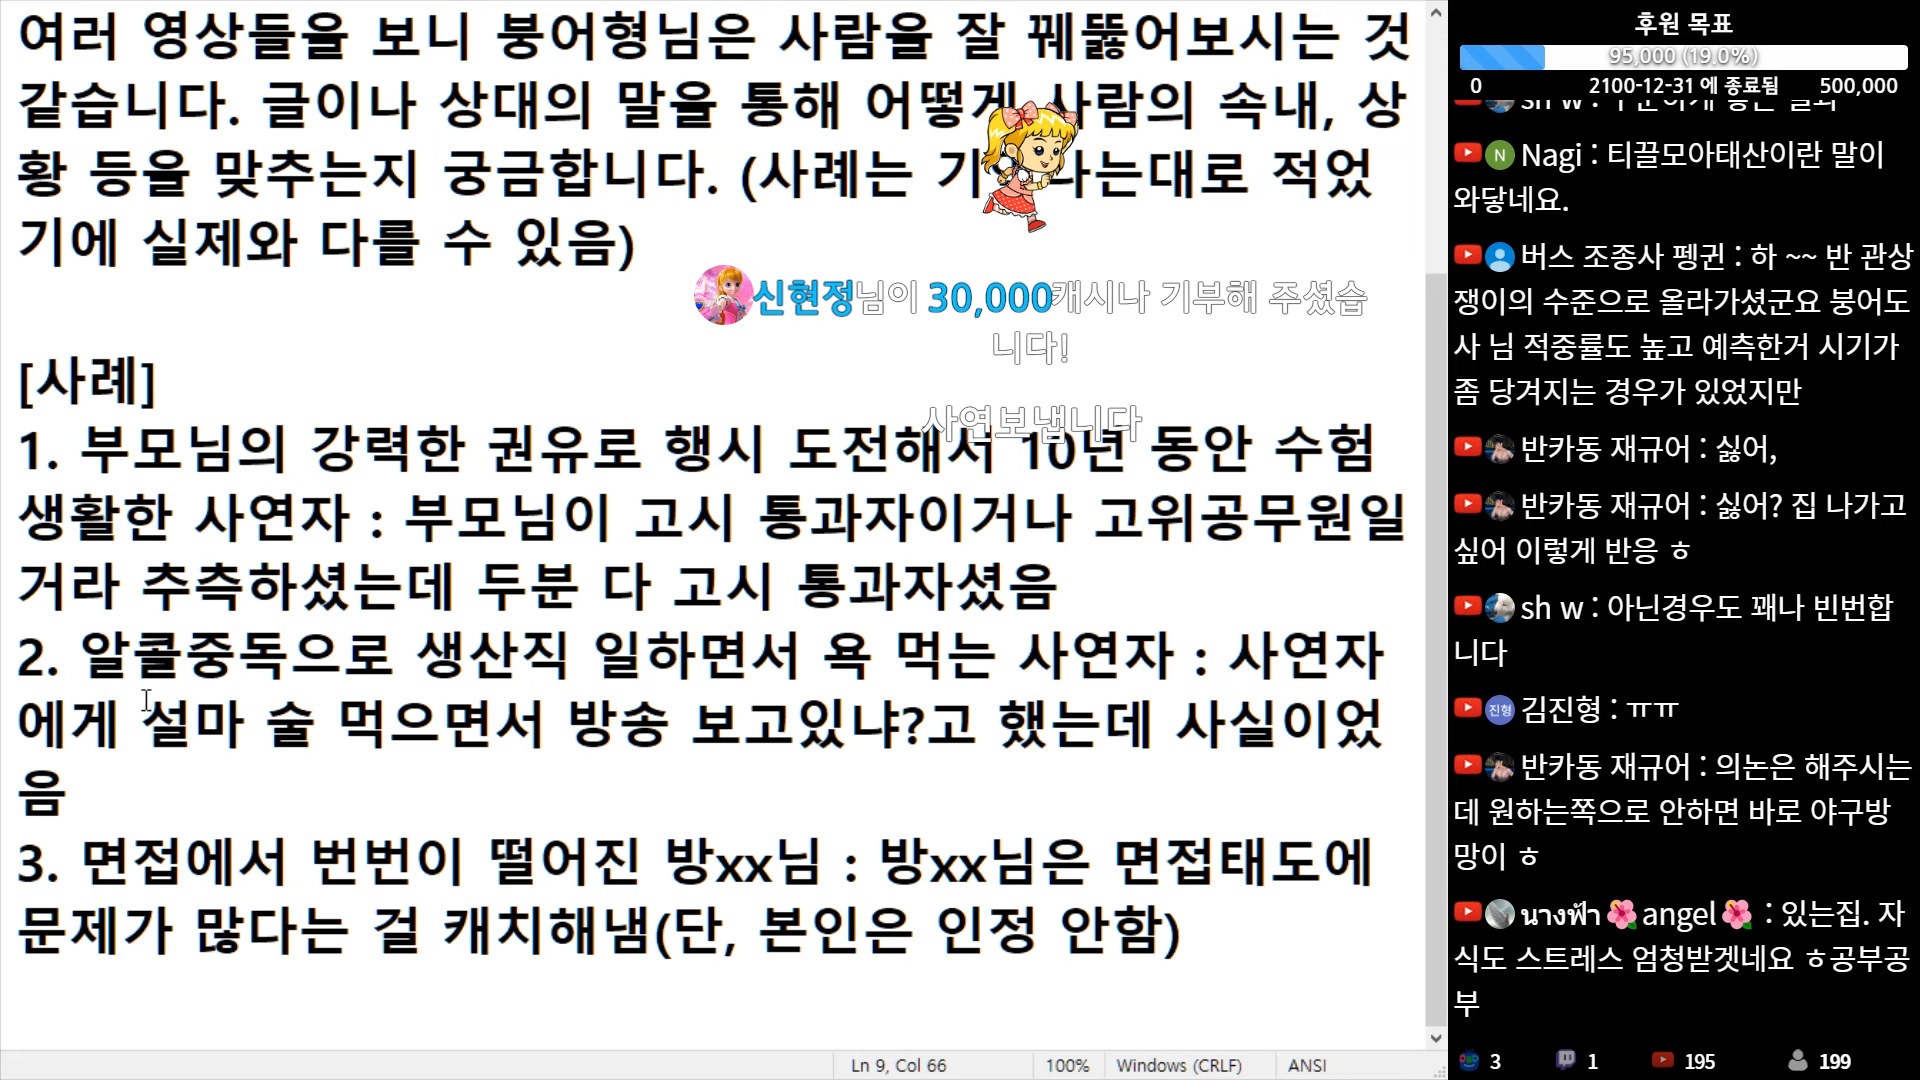 여러 영상들을 보니 붕어형님은 사람을 잘 꿰뚫어보시는 것
같습니다. 글이나 상대의 말을 통해 어떻게 사람의 속내, 상
황 등을 맞추는지 궁금합니다. (사례는 기 나는대로 적었
기에 실제와 다를 수 있음)
신현정님이 30,000캐시나 기부해 주셨습
니다!
사연보냅니다
[사례]
1. 부모님의 강력한 권유로 행시 도전해서 10년 동안 수험
생활한 사연자 : 부모님이 고시 통과자이거나 고위공무원일
거라 추측하셨는데 두분 다 고시 통과자셨음
2. 알콜중독으로 생산직 일하면서 욕 먹는 사연자 : 사연자
에게 설마 술 먹으면서 방송 보고있냐?고 했는데 사실이었
음
3. 면접에서 번번이 떨어진 방xx님 : 방xx님은 면접태도에
문제가 많다는 걸 캐치해냄(단, 본인은 인정 안함)
Ln 9, Col 66
100%
Windows (CRLF)
ANSI
후원 목표
95,000 (19.0%)
0 2100-12-31 에 종료됨 500,000
sh w :
N Nagi : 티끌모아태산이란 말이
와닿네요.
버스 조종사 펭귄 : 하 ~~ 반 관상
쟁이의 수준으로 올라가셨군요 붕어도
사 님 적중률도 높고 예측한거 시기가
좀 당겨지는 경우가 있었지만
반카동 재규어 : 싫어,
반카동 재규어 : 싫어? 집 나가고
싶어 이렇게 반응 ㅎ
sh w : 아닌경우도 꽤나 빈번합
니다
진형 김진형 : ㅠㅠ
반카동 재규어 : 의논은 해주시는
데 원하는쪽으로 안하면 바로 야구방
망이 ㅎ
นางฟ้า🌺angel🌺 : 있는집. 자
식도 스트레스 엄청받겟네요 ㅎ공부공
부
3 1 195 199